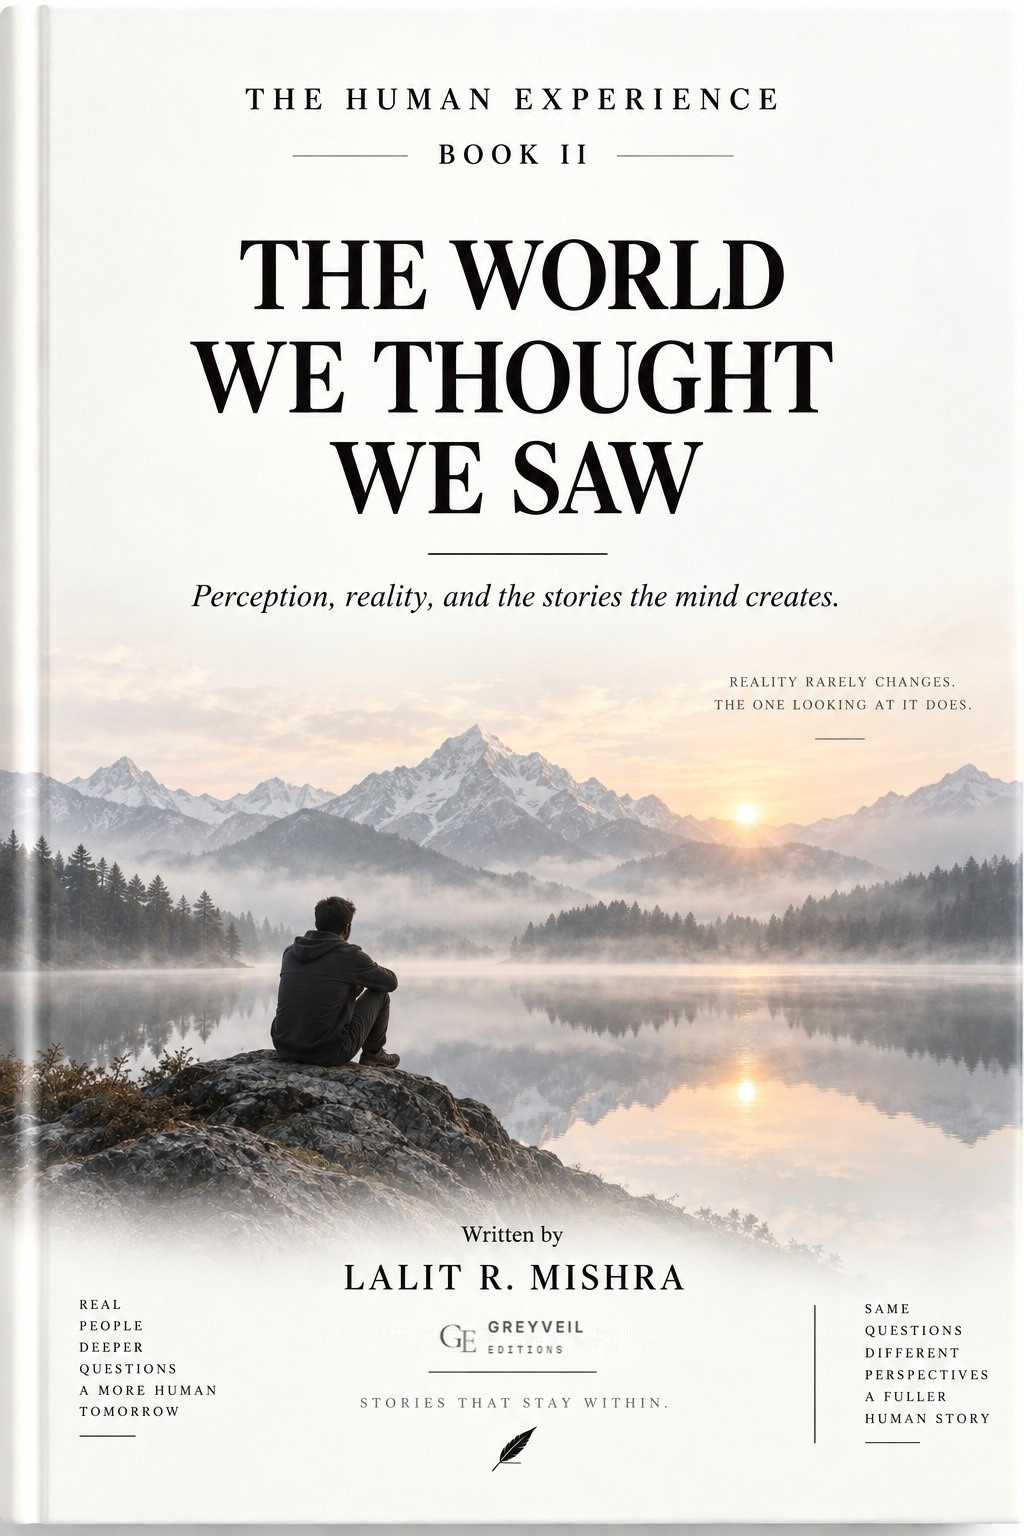 THE HUMAN EXPERIENCE
BOOK II
THE WORLD
WE THOUGHT
WE SAW
Perception, reality, and the stories the mind creates.
REALITY RARELY CHANGES.
THE ONE LOOKING AT IT DOES.
Written by
LALIT R. MISHRA
GE GREYVEIL
EDITIONS
STORIES THAT STAY WITHIN.
REAL
PEOPLE
DEEPER
QUESTIONS
A MORE HUMAN
TOMORROW
SAME
QUESTIONS
DIFFERENT
PERSPECTIVES
A FULLER
HUMAN STORY